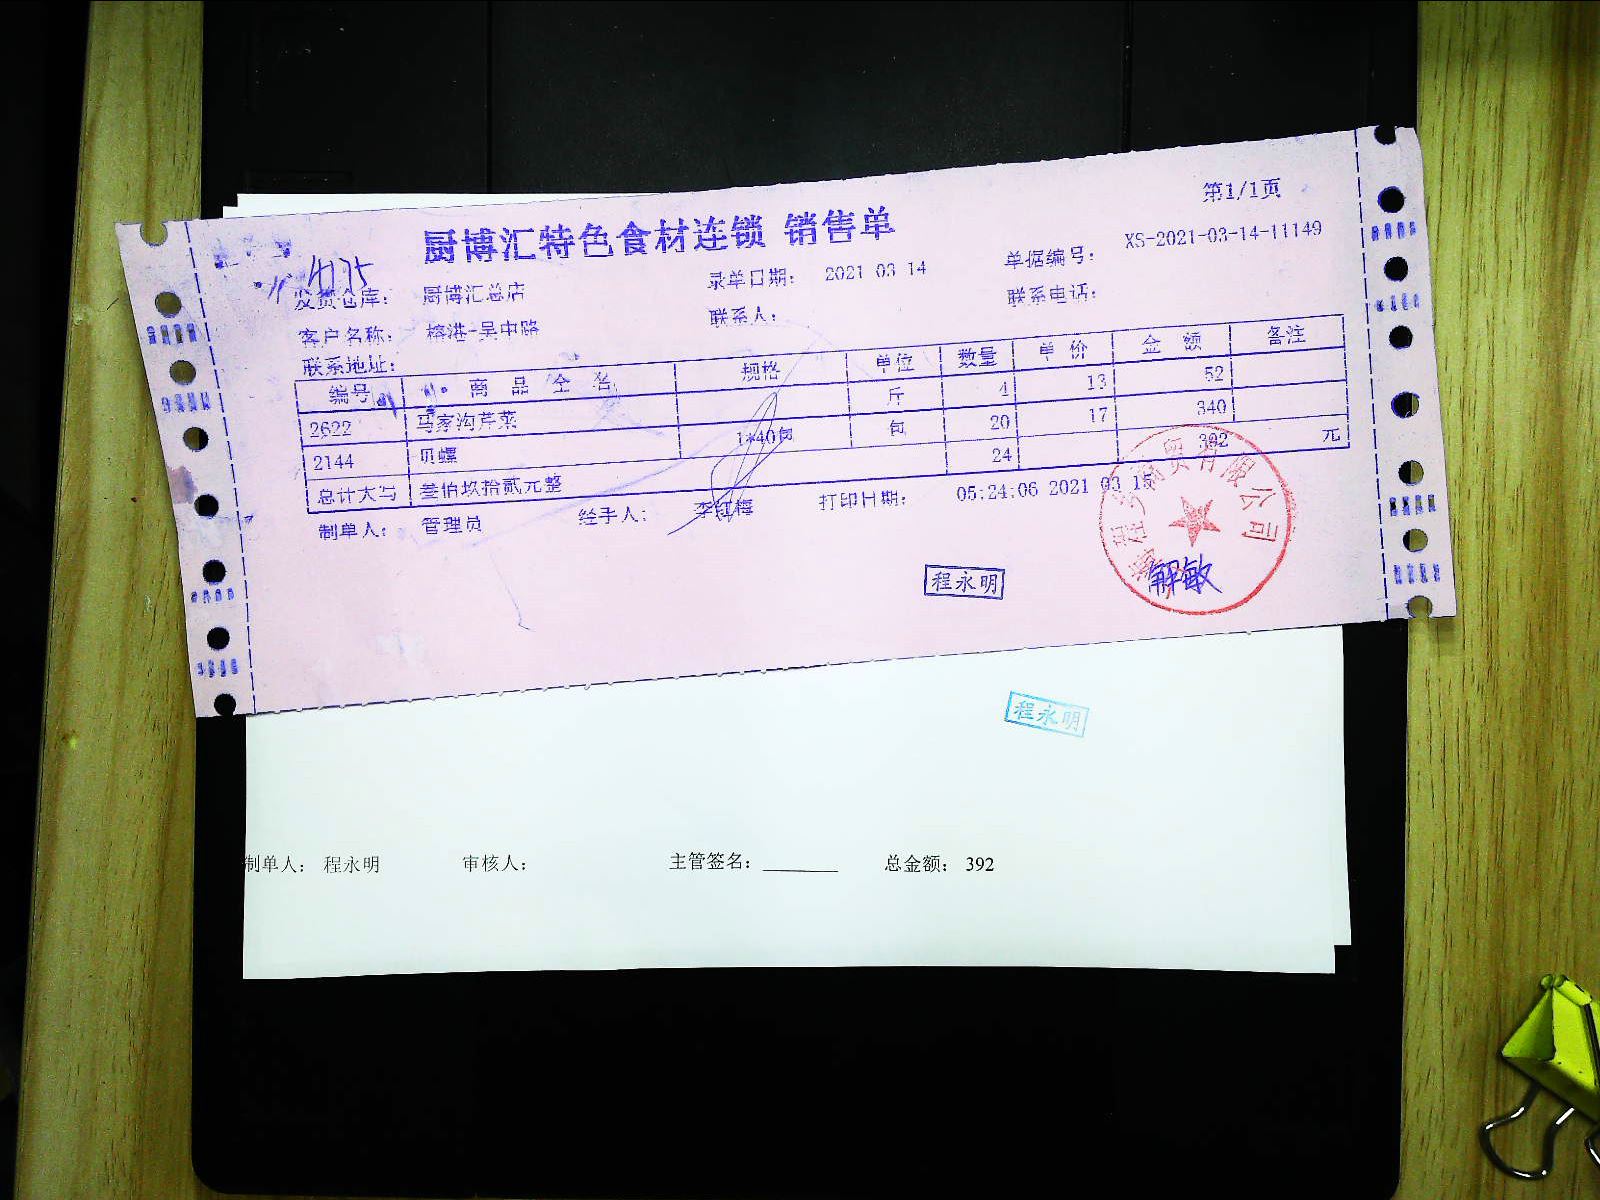 第1/1页
厨博汇特色食材连锁 销售单
录单日期： 2021 03 14 单据编号： XS-2021-03-14-11149
发货仓库： 厨博汇总店
联系人： 联系电话：
客户名称： 榕港-吴中路
联系地址：
编号 商品全名 规格 单位 数量 单价 金额 备注
2622 马家沟芹菜 斤 4 13 52
2144 贝螺 1*40包 包 20 17 340
总计大写 叁伯玖拾贰元整 24 392 元
制单人： 管理员 经手人： 李红梅 打印日期： 05:24:06 2021 03 15
贸有限公司
程永明
解敏
程永明
制单人： 程永明 审核人： 主管签名： 总金额： 392